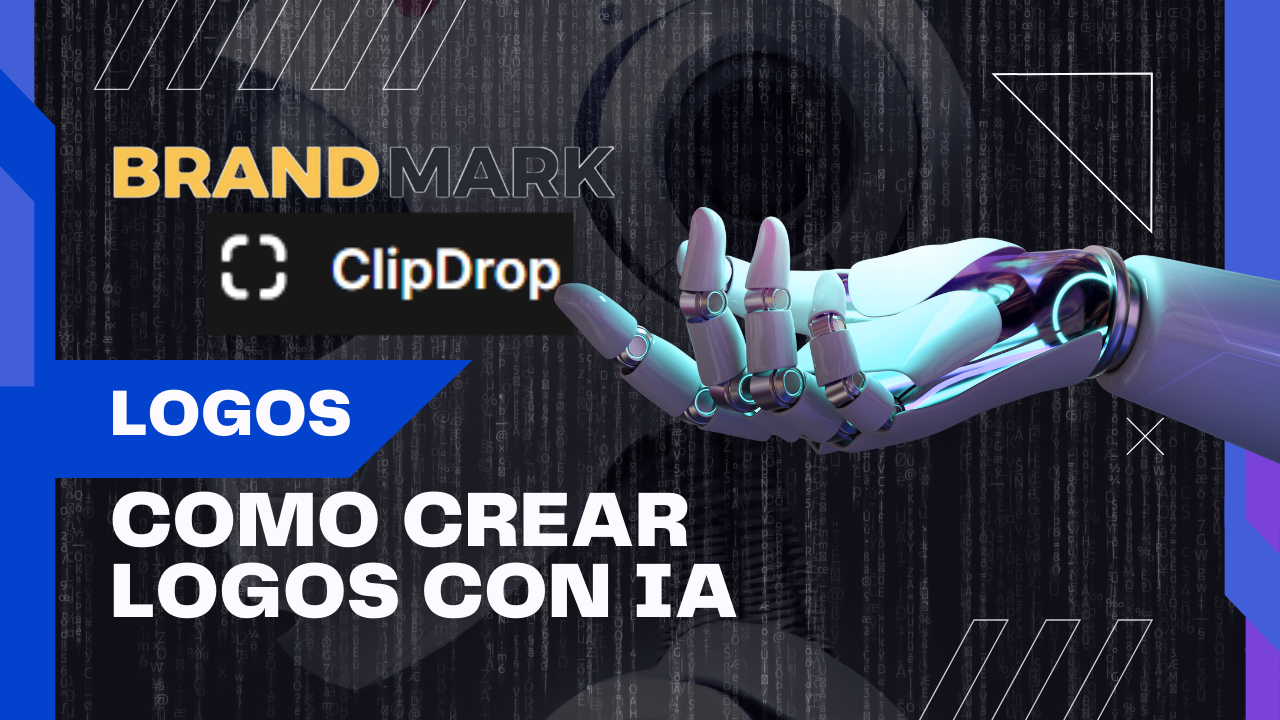 BRANDMARK
ClipDrop
LOGOS
COMO CREAR
LOGOS CON IA